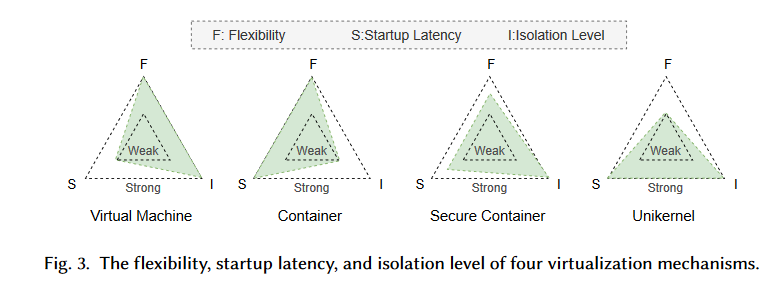 F: Flexibility S:Startup Latency I:Isolation Level
F F F F
Weak Weak Weak Weak
S I S I S I S I
Strong Strong Strong Strong
Virtual Machine Container Secure Container Unikernel
Fig. 3. The flexibility, startup latency, and isolation level of four virtualization mechanisms.